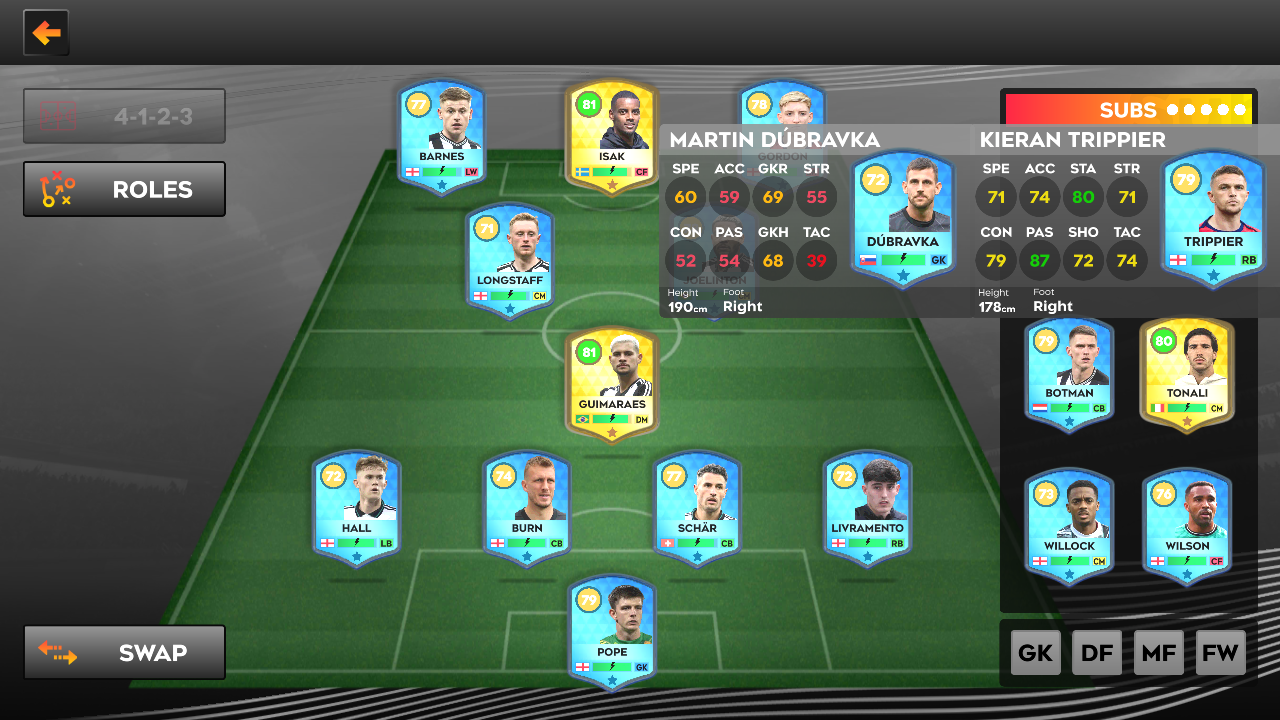 4-1-2-3
ROLES
SWAP
77
BARNES
LW
81
ISAK
CF
78
GORDON
71
LONGSTAFF
CM
JOELINTON
81
GUIMARAES
DM
72
HALL
LB
74
BURN
CB
77
SCHÄR
CB
72
LIVRAMENTO
RB
79
POPE
GK
SUBS
MARTIN DÚBRAVKA
SPE ACC GKR STR
60 59 69 55
CON PAS GKH TAC
52 54 68 39
Height Foot
190cm Right
72
DÚBRAVKA
GK
KIERAN TRIPPIER
SPE ACC STA STR
71 74 80 71
CON PAS SHO TAC
79 87 72 74
Height Foot
178cm Right
79
TRIPPIER
RB
79
BOTMAN
CB
80
TONALI
CM
73
WILLOCK
CM
76
WILSON
CF
GK DF MF FW